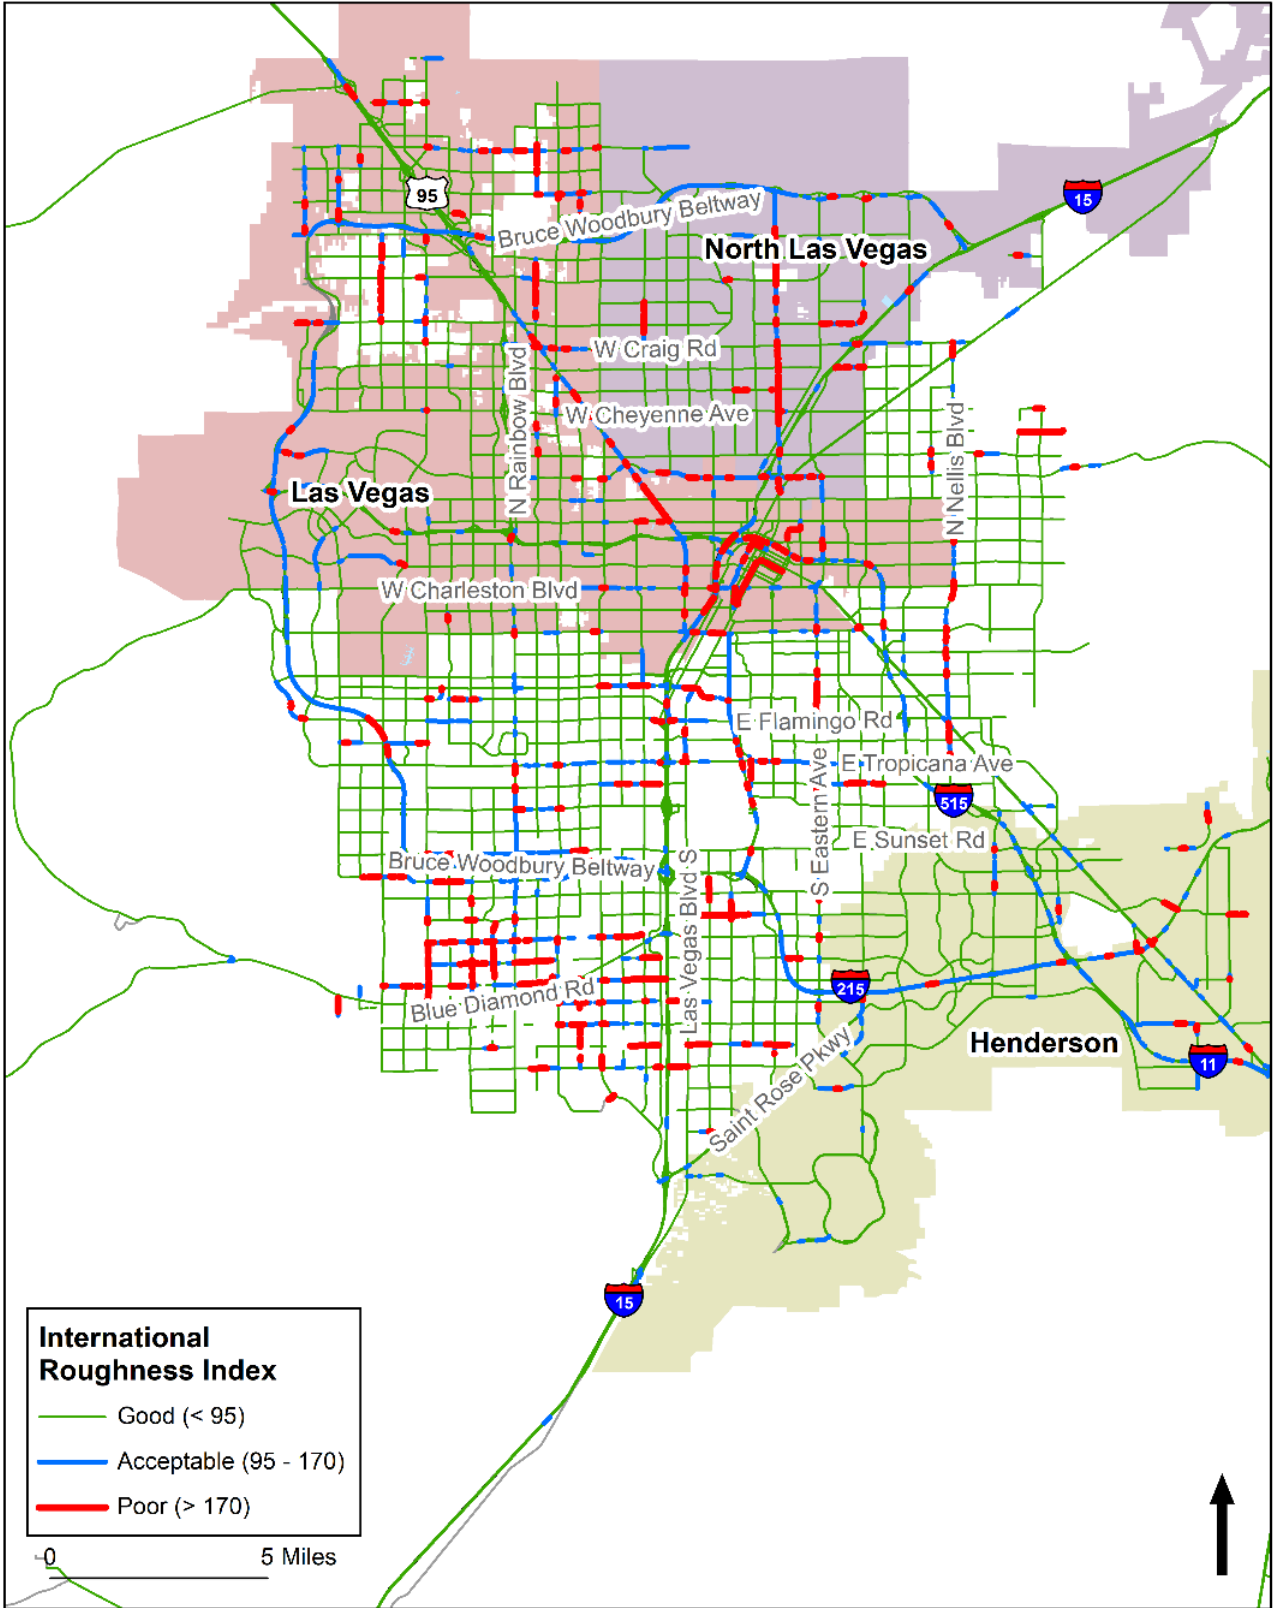 95
15
Bruce Woodbury Beltway
North Las Vegas
W Craig Rd
N Rainbow Blvd
W Cheyenne Ave
N Nellis Blvd
Las Vegas
W Charleston Blvd
E Flamingo Rd
E Tropicana Ave
515
S Eastern Ave
E Sunset Rd
Bruce Woodbury Beltway
Las Vegas Blvd S
215
Blue Diamond Rd
Henderson
11
Saint Rose Pkwy
15
International
Roughness Index
Good (< 95)
Acceptable (95 - 170)
Poor (> 170)
0 5 Miles